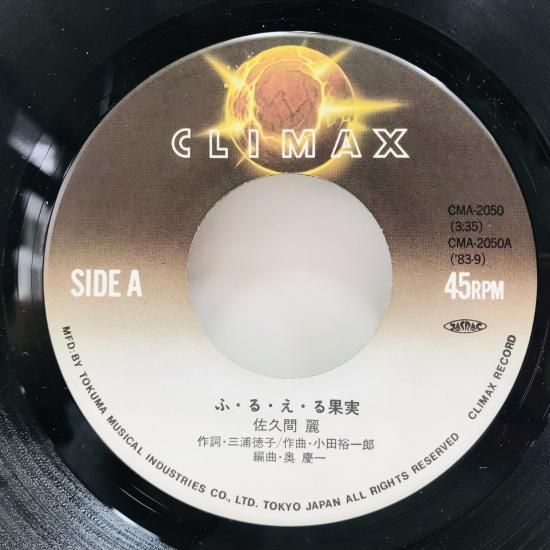 CLIMAX
CMA-2050
(3:35)
CMA-2050A
('83·9)
SIDE A
45RPM
JASRAC
ふ・る・え・る果実
佐久間 麗
作詞・三浦徳子/作曲・小田裕一郎
編曲・奥 慶一
MFD·BY TOKUMA MUSICAL INDUSTRIES CO., LTD. TOKYO JAPAN ALL RIGHTS RESERVED CLIMAX RECORD